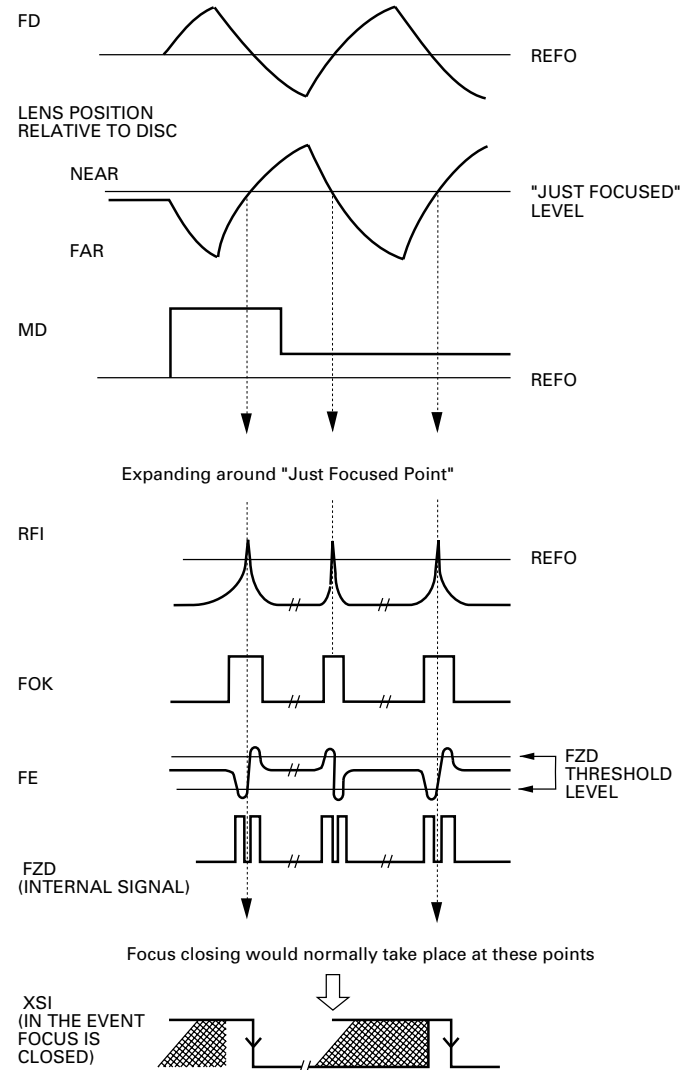 FD
REFO
LENS POSITION
RELATIVE TO DISC
NEAR
"JUST FOCUSED"
LEVEL
FAR
MD
REFO
Expanding around "Just Focused Point"
RFI
REFO
FOK
FZD
THRESHOLD
LEVEL
FE
FZD
(INTERNAL SIGNAL)
Focus closing would normally take place at these points
XSI
(IN THE EVENT
FOCUS IS
CLOSED)